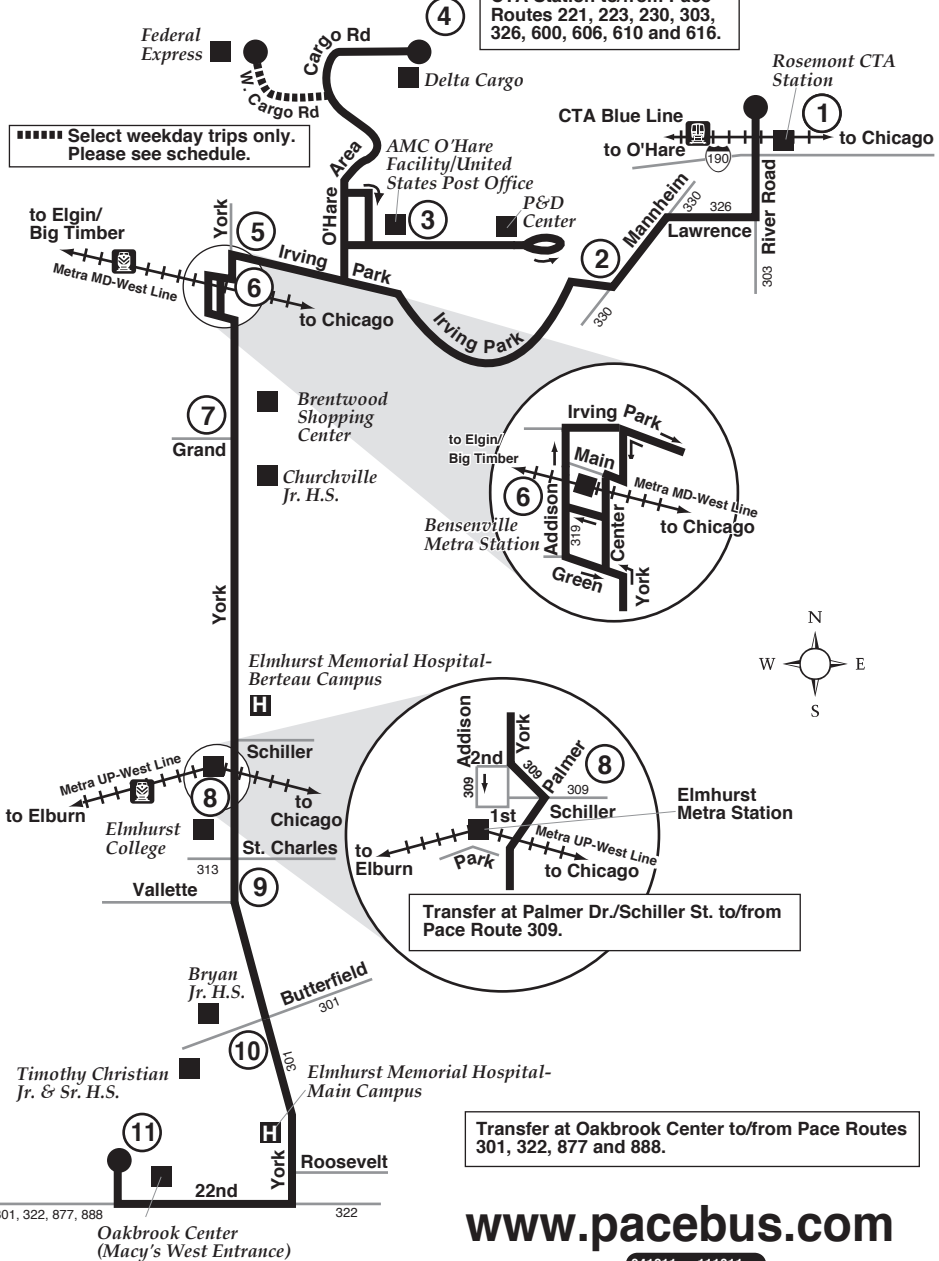 CTA Station to/from Pace
Routes 221, 223, 230, 303,
326, 600, 606, 610 and 616.
4
Federal
Express
Cargo Rd
W. Cargo Rd
Delta Cargo
Rosemont CTA
Station
CTA Blue Line
1
to O'Hare
190
to Chicago
Select weekday trips only.
Please see schedule.
O'Hare Area
AMC O'Hare
Facility/United
States Post Office
P&D
Center
3
Mannheim
330
326
Lawrence
River Road
303
2
330
to Elgin/
Big Timber
York
5
Irving Park
Metra MD-West Line
6
to Chicago
Irving Park
7
Grand
Brentwood
Shopping
Center
Churchville
Jr. H.S.
Irving Park
to Elgin/
Big Timber
Main
6
Metra MD-West Line
to Chicago
Bensenville
Metra Station
Addison
319
Center
Green
York
York
N
W
E
S
Elmhurst Memorial Hospital-
Berteau Campus
H
Schiller
Metra UP-West Line
to Elburn
8
to
Chicago
Elmhurst
College
St. Charles
313
Vallette
9
Addison
York
2nd
309
309
Palmer
8
309
Schiller
1st
Elmhurst
Metra Station
to
Elburn
Park
Metra UP-West Line
to Chicago
Transfer at Palmer Dr./Schiller St. to/from
Pace Route 309.
Bryan
Jr. H.S.
Butterfield
301
10
301
Timothy Christian
Jr. & Sr. H.S.
Elmhurst Memorial Hospital-
Main Campus
H
11
York
Roosevelt
22nd
301, 322, 877, 888
322
Oakbrook Center
(Macy's West Entrance)
Transfer at Oakbrook Center to/from Pace Routes
301, 322, 877 and 888.
www.pacebus.com